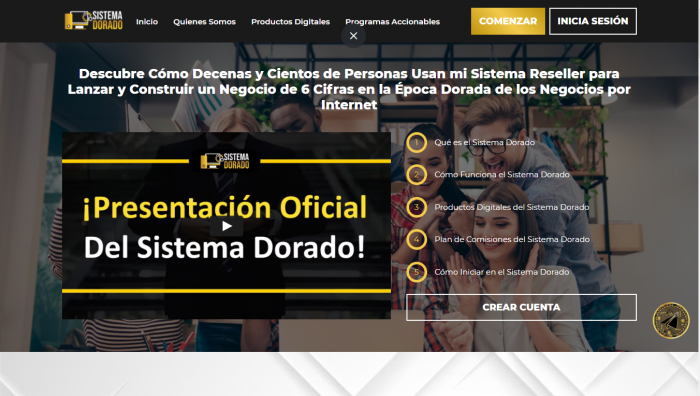 SISTEMA
DORADO
Inicio
Quienes Somos
Productos Digitales
Programas Accionables
COMENZAR
INICIA SESIÓN
Descubre Cómo Decenas y Cientos de Personas Usan mi Sistema Reseller para
Lanzar y Construir un Negocio de 6 Cifras en la Época Dorada de los Negocios por
Internet
SISTEMA
DORADO
¡Presentación Oficial
Del Sistema Dorado!
1 Qué es el Sistema Dorado
2 Cómo Funciona el Sistema Dorado
3 Productos Digitales del Sistema Dorado
4 Plan de Comisiones del Sistema Dorado
5 Cómo Iniciar en el Sistema Dorado
CREAR CUENTA